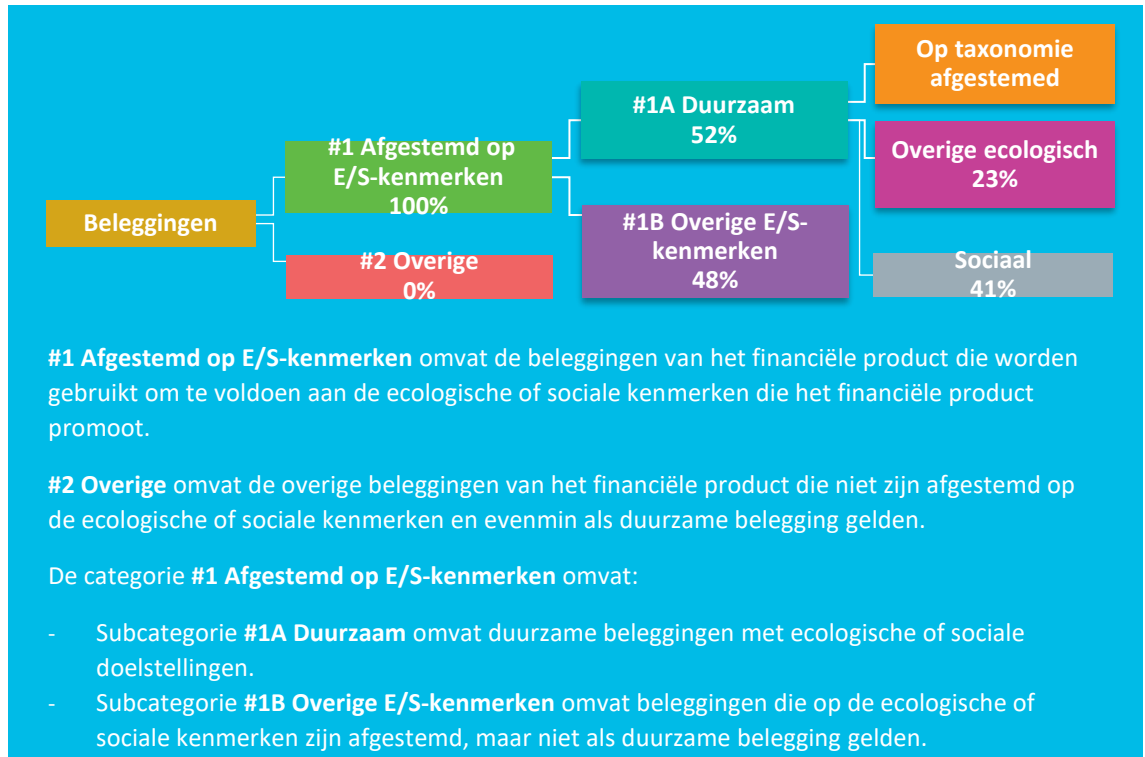 Op taxonomie
afgestemed
#1A Duurzaam
52%
Overige ecologisch
23%
#1 Afgestemd op
E/S-kenmerken
100%
Beleggingen
#1B Overige E/S-
kenmerken
48%
#2 Overige
0%
Sociaal
41%
#1 Afgestemd op E/S-kenmerken omvat de beleggingen van het financiële product die worden
gebruikt om te voldoen aan de ecologische of sociale kenmerken die het financiële product
promoot.
#2 Overige omvat de overige beleggingen van het financiële product die niet zijn afgestemd op
de ecologische of sociale kenmerken en evenmin als duurzame belegging gelden.
De categorie #1 Afgestemd op E/S-kenmerken omvat:
- Subcategorie #1A Duurzaam omvat duurzame beleggingen met ecologische of sociale
doelstellingen.
- Subcategorie #1B Overige E/S-kenmerken omvat beleggingen die op de ecologische of
sociale kenmerken zijn afgestemd, maar niet als duurzame belegging gelden.